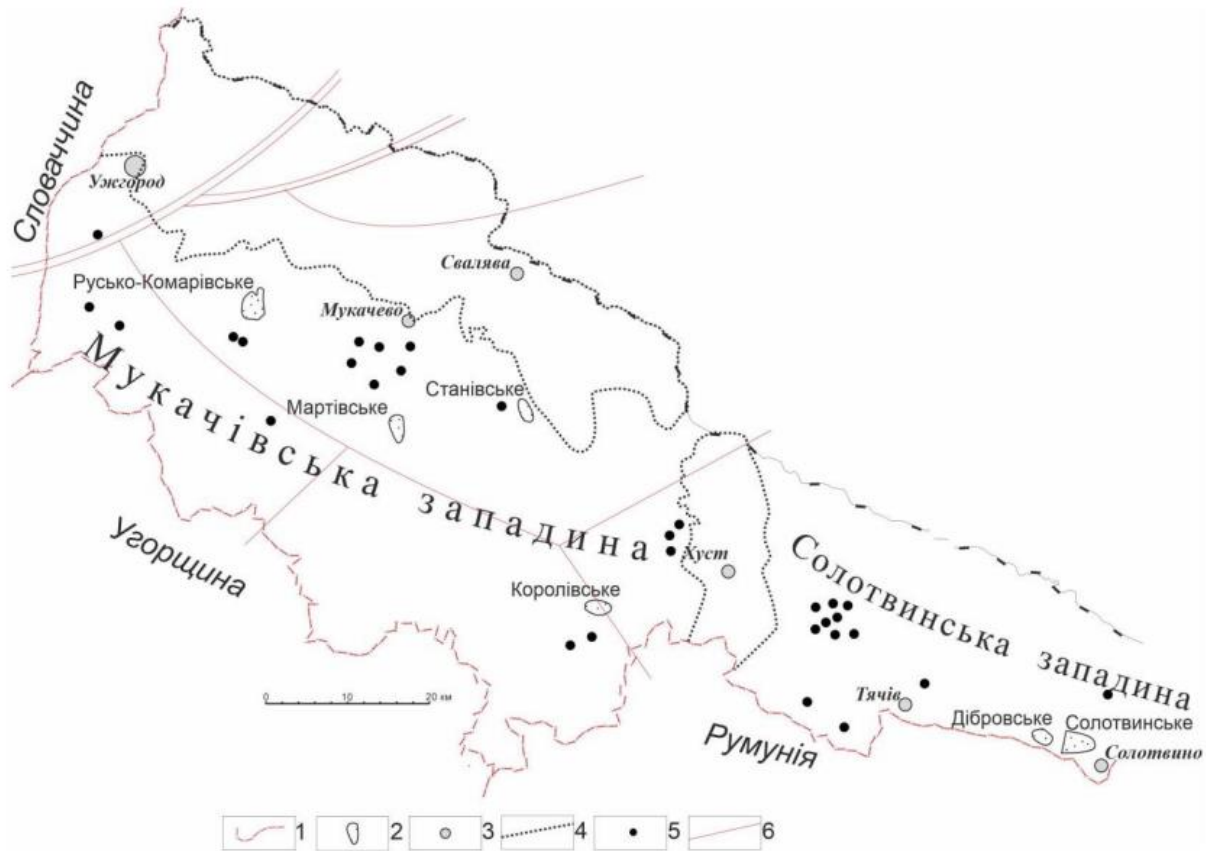 Словаччина
Ужгород
Свалява
Русько-Комарівське
Мукачево
Станівське
Мартівське
Мукачівська западина
Угорщина
Хуст
Солотвинська западина
Королівське
0 10 20 км
Тячів
Румунія
Дібровське
Солотвинське
Солотвино
1 2 3 4 5 6